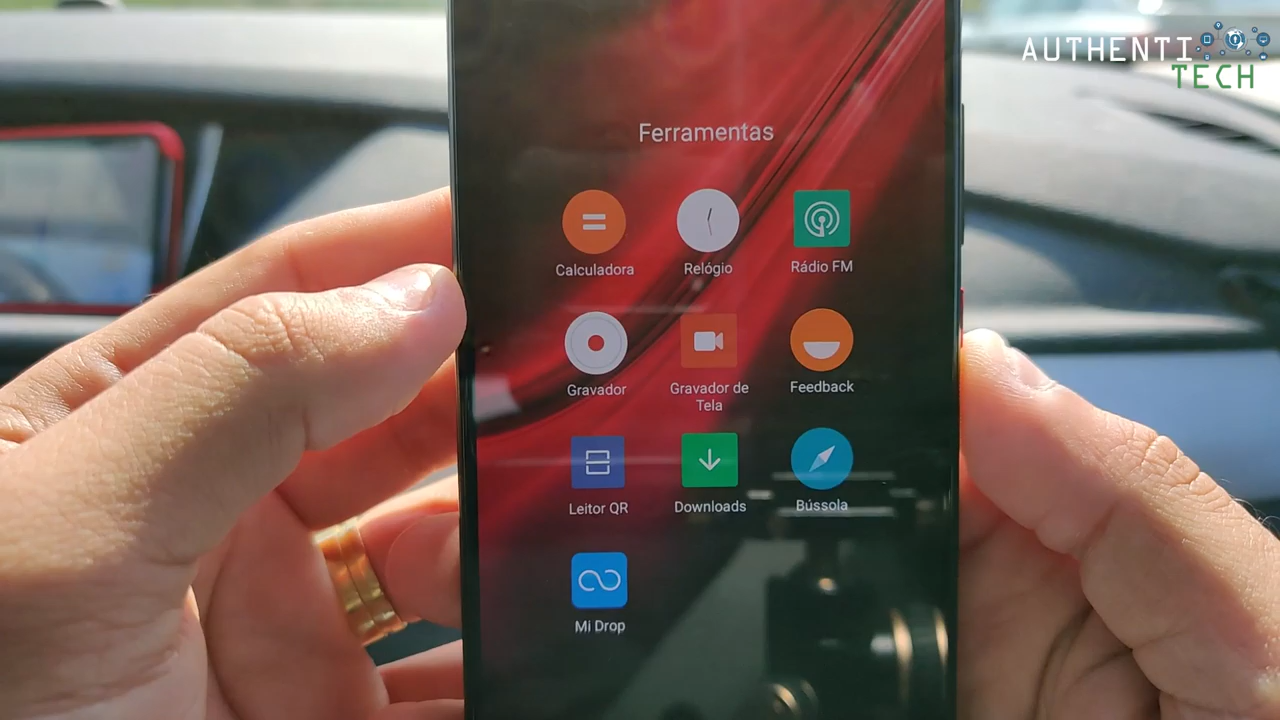 AUTHENTI
TECH
Ferramentas
Calculadora
Relógio
Rádio FM
Gravador
Gravador de
Tela
Feedback
Leitor QR
Downloads
Bússola
Mi Drop